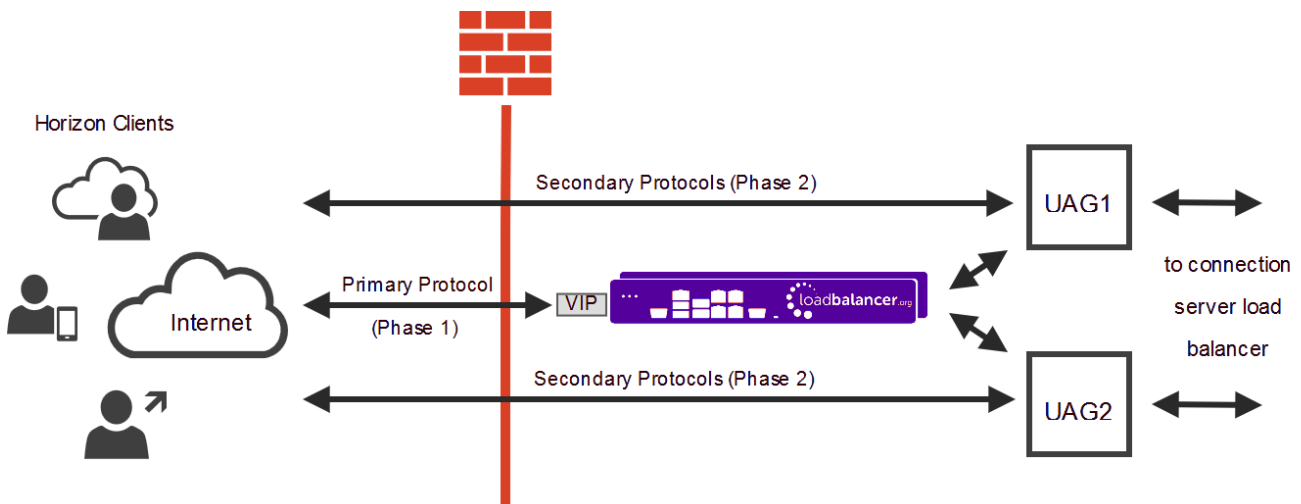 Horizon Clients
Secondary Protocols (Phase 2)
UAG1
Primary Protocol
(Phase 1)
Internet
VIP
loadbalancer.org
to connection
server load
balancer
Secondary Protocols (Phase 2)
UAG2